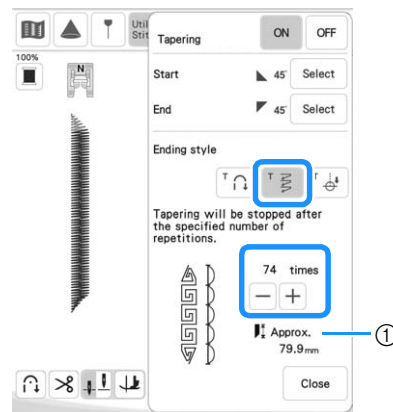 Util
Stit
100%
N
Tapering
ON
OFF
Start
45°
Select
End
45°
Select
Ending style
T
T
T
Tapering will be stopped after
the specified number of
repetitions.
74 times
− +
Approx.
79.9mm
①
Close